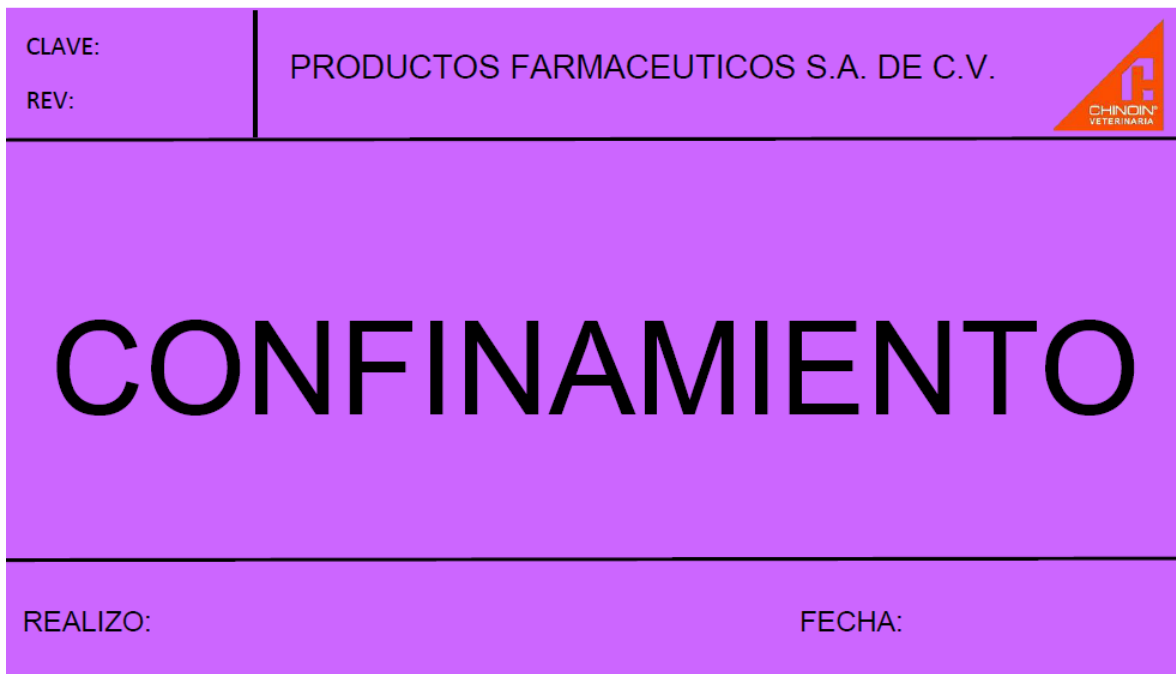 CLAVE:
REV:
PRODUCTOS FARMACEUTICOS S.A. DE C.V.
CHINOIN®
VETERINARIA
CONFINAMIENTO
REALIZO:
FECHA: